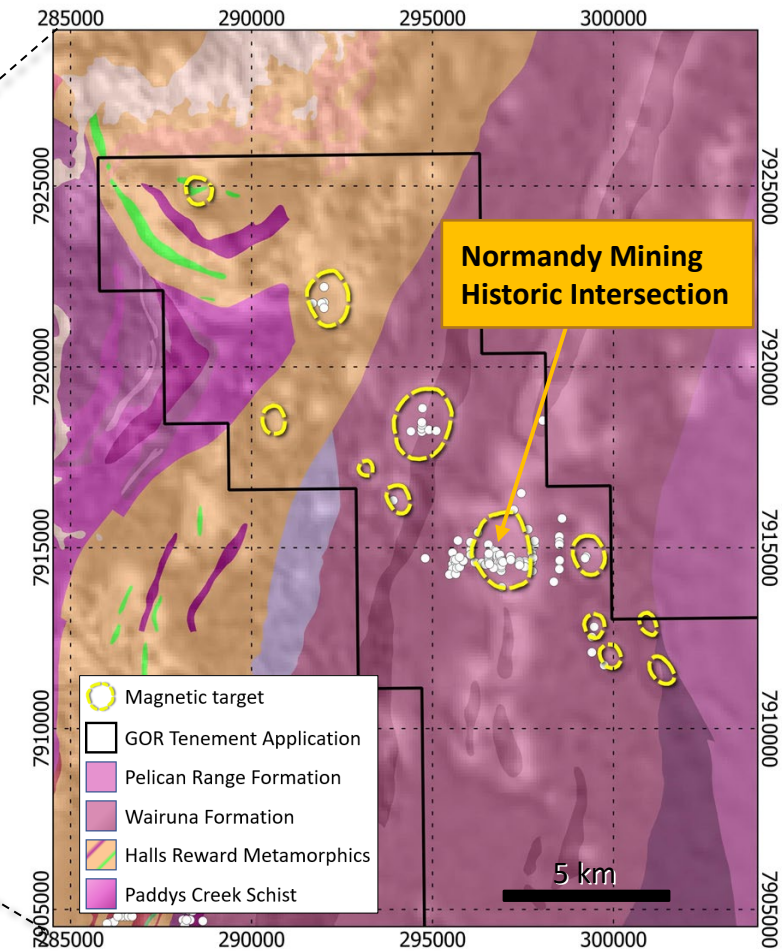 285000 290000 295000 300000
7925000 7925000
Normandy Mining
Historic Intersection
7920000 7920000
7915000 7915000
Magnetic target
7910000 7910000
GOR Tenement Application
Pelican Range Formation
Wairuna Formation
Halls Reward Metamorphics
5 km
Paddys Creek Schist
7905000 7905000
285000 290000 295000 300000